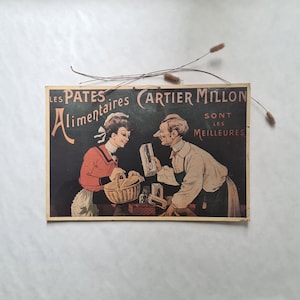 LES PATES
Alimentaires CARTIER MILLON
SONT
LES
MEILLEURES